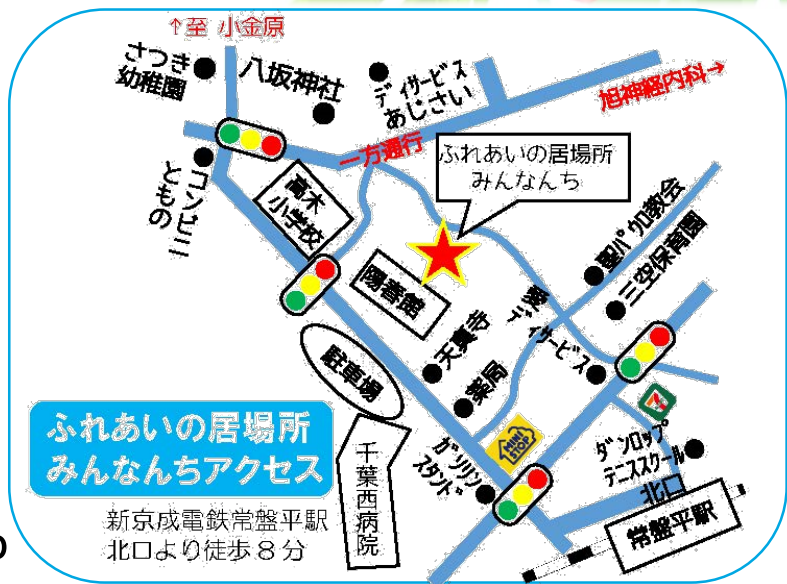 ↑至 小金原
さつき
幼稚園
八坂神社
デイサービス
あじさい
旭神経内科→
一方通行
ふれあいの居場所
みんなんち
コンビニ
ともの
高木
小学校
陽春館
聖パウロ教会
三空保育園
愛
デイサービス
駐車場
薬局
MINI
STOP
ガソリン
スタンド
ダンロップ
テニススクール
北口
常盤平駅
千葉西病院
ふれあいの居場所
みんなんちアクセス
新京成電鉄常盤平駅
北口より徒歩８分